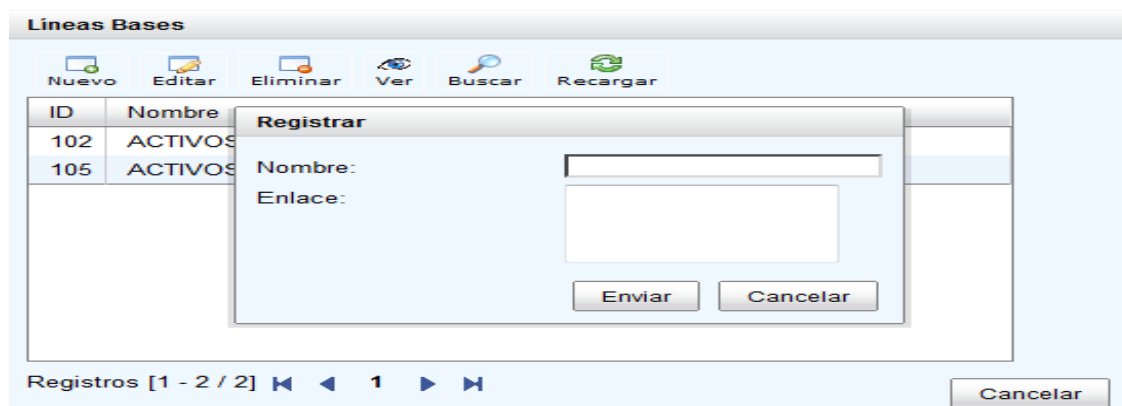 Líneas Bases
Nuevo Editar Eliminar Ver Buscar Recargar
ID Nombre
102 ACTIVOS
105 ACTIVOS
Registrar
Nombre:
Enlace:
Enviar Cancelar
Registros [1 - 2 / 2] 1
Cancelar